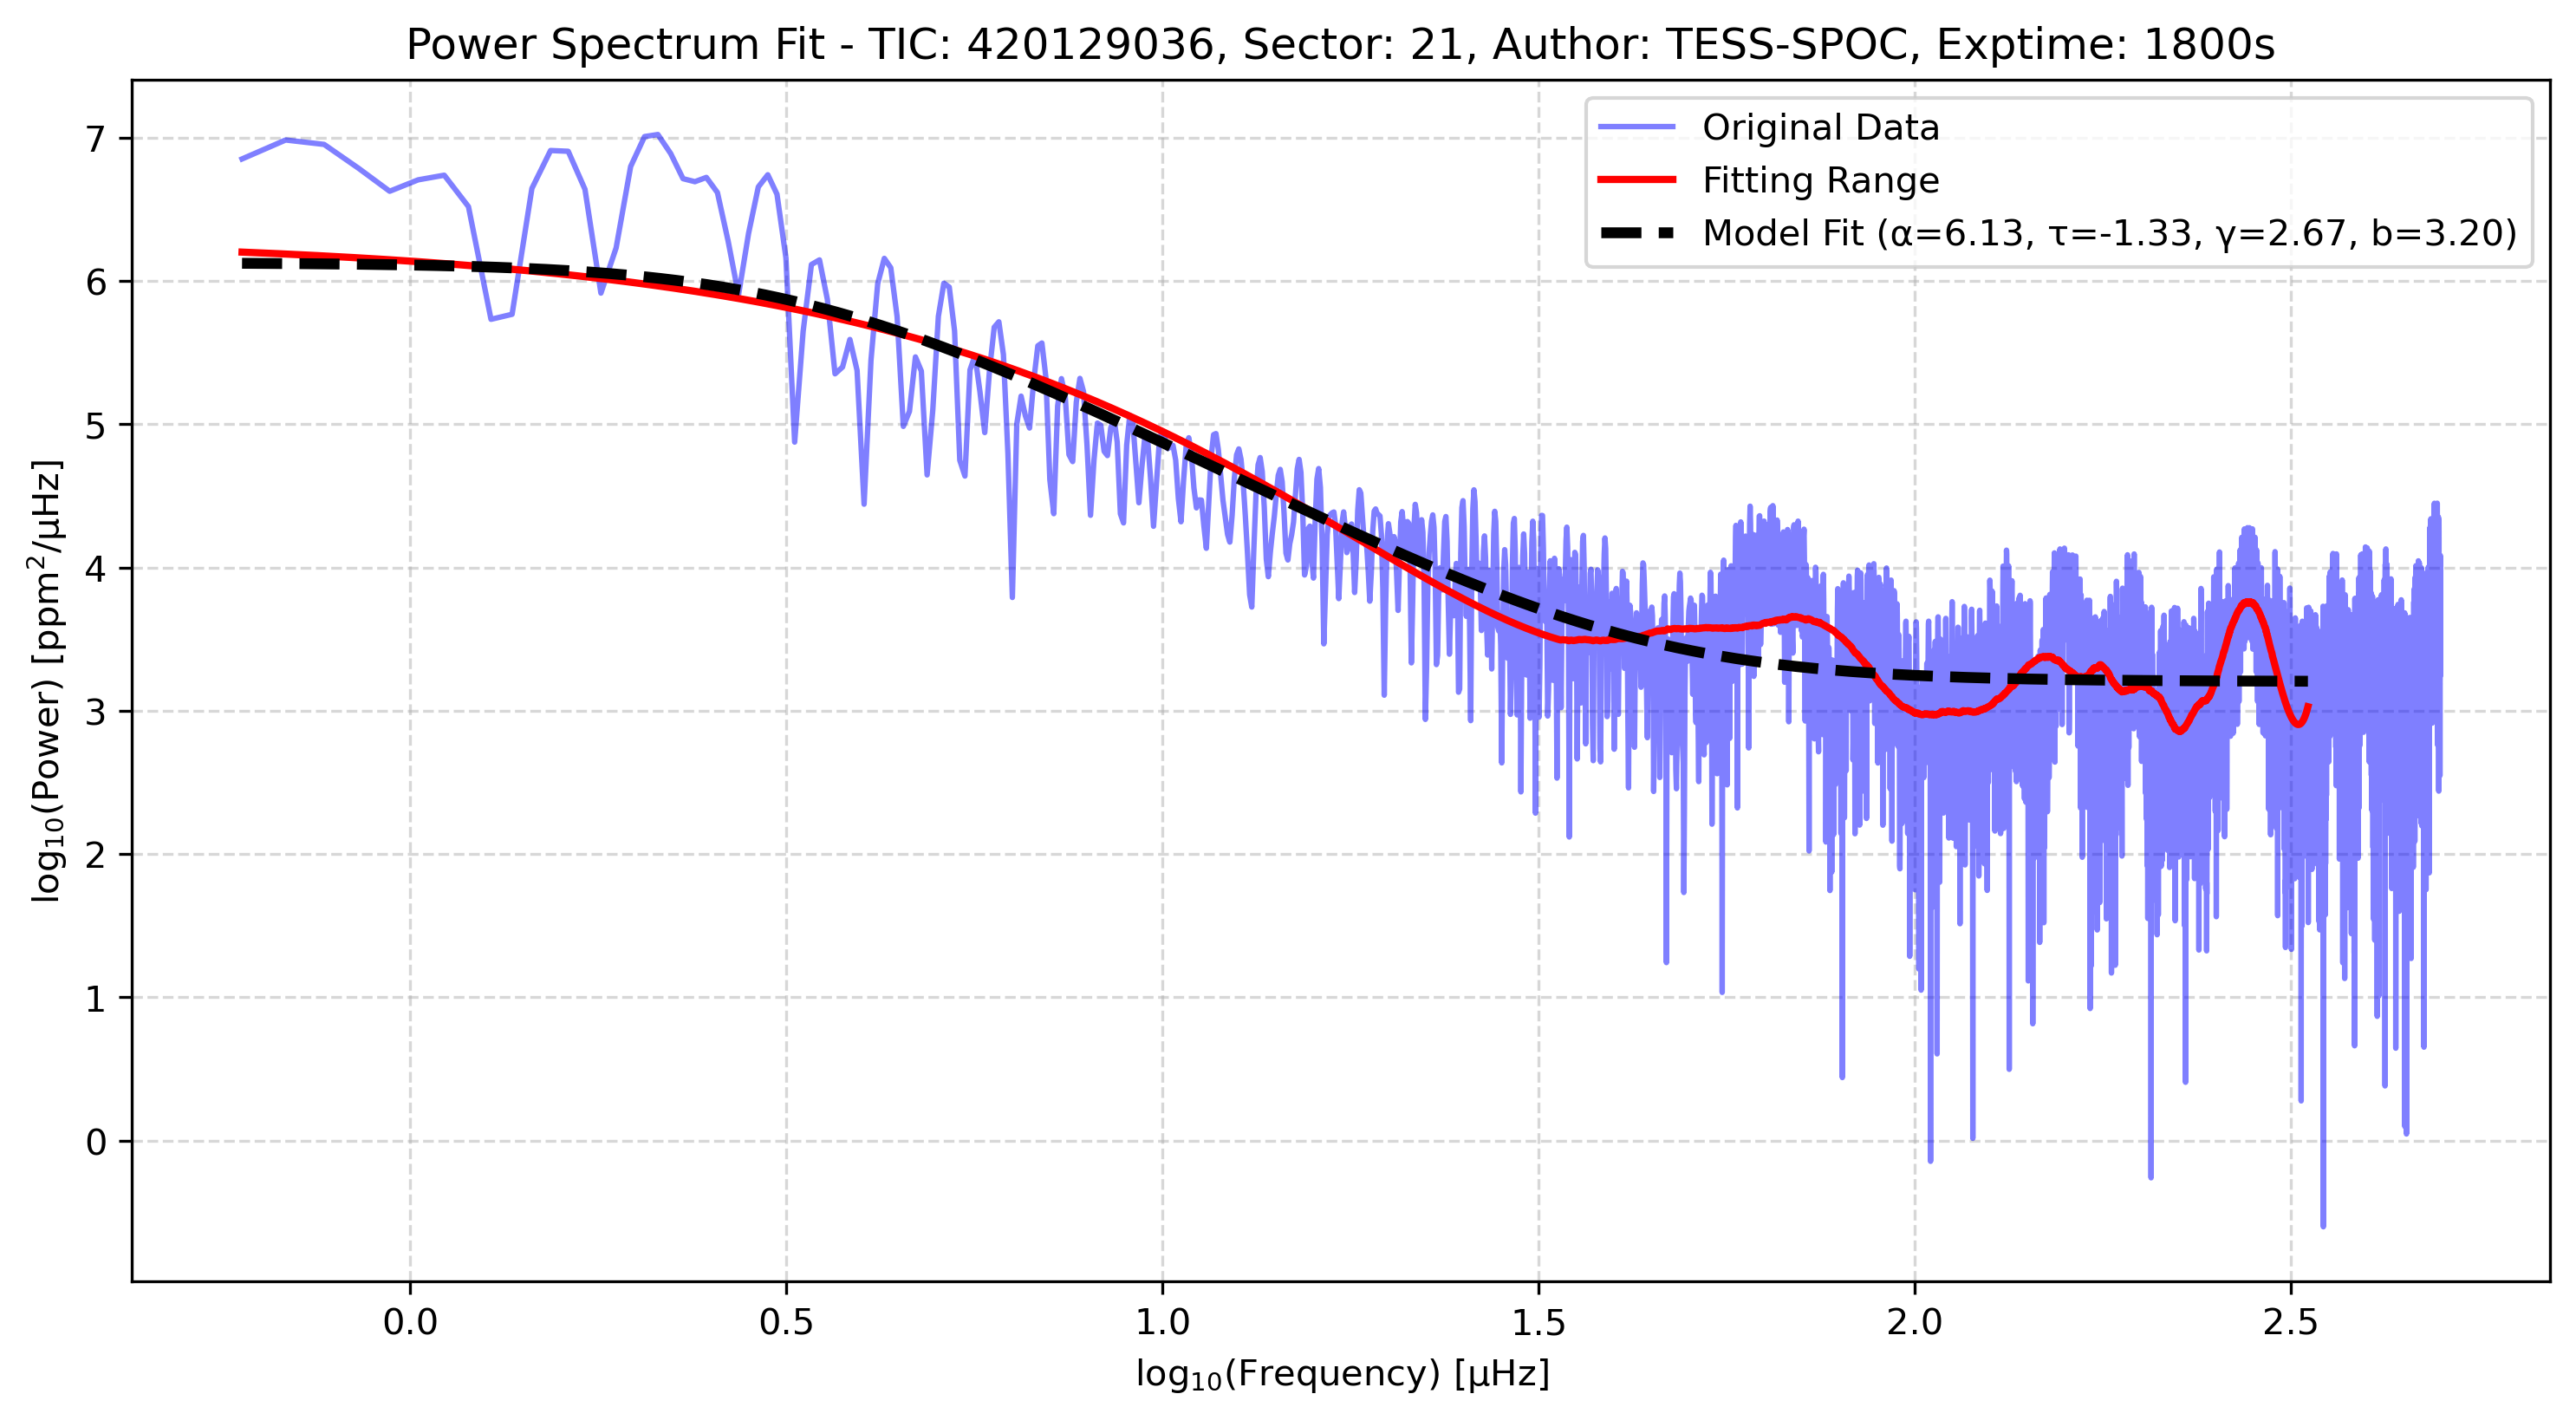 Power Spectrum Fit - TIC: 420129036, Sector: 21, Author: TESS-SPOC, Exptime: 1800s
Original Data
Fitting Range
Model Fit (α=6.13, τ=-1.33, γ=2.67, b=3.20)
log₁₀(Power) [ppm²/μHz]
7
6
5
4
3
2
1
0
0.0 0.5 1.0 1.5 2.0 2.5
log₁₀(Frequency) [μHz]